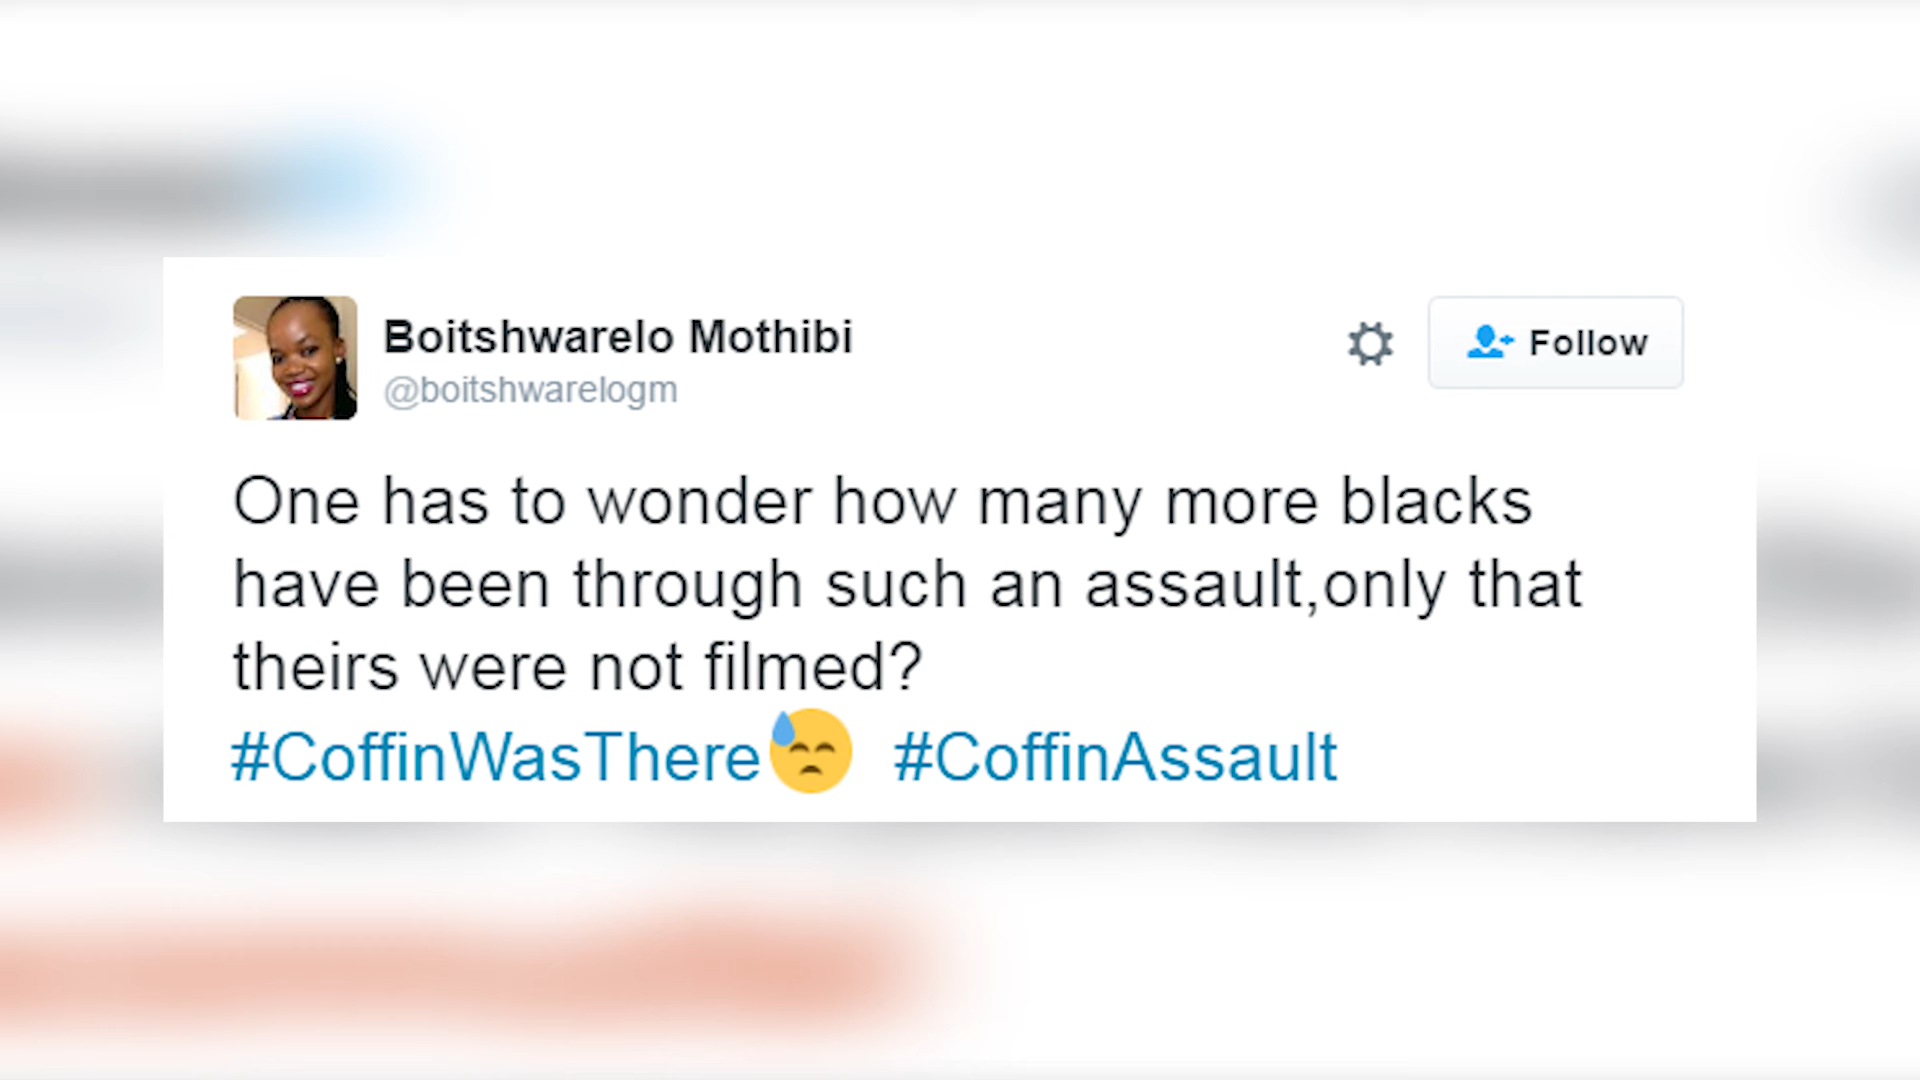 Boitshwarelo Mothibi
@boitshwarelogm
Follow
One has to wonder how many more blacks
have been through such an assault,only that
theirs were not filmed?
#CoffinWasThere😓 #CoffinAssault